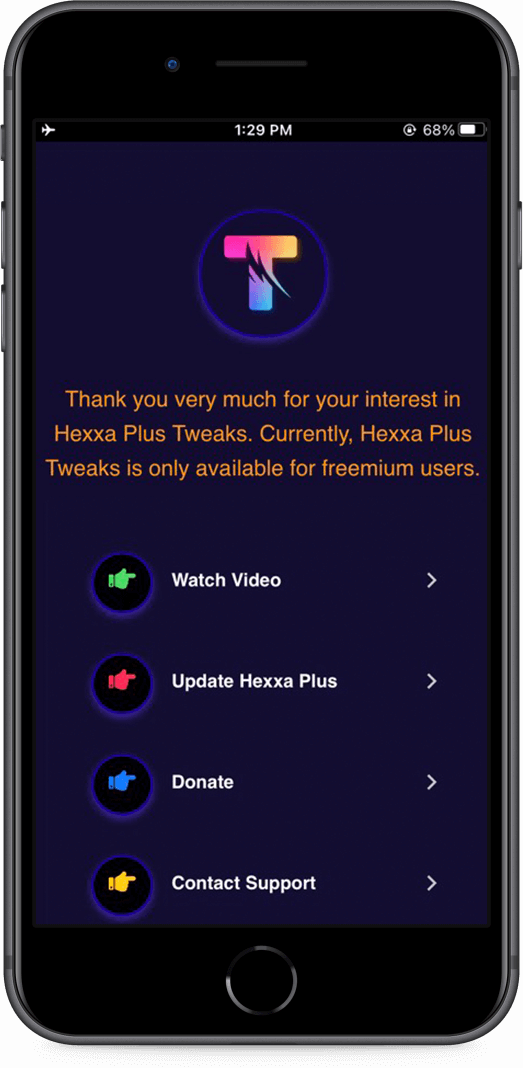 1:29 PM 68%
T
Thank you very much for your interest in
Hexxa Plus Tweaks. Currently, Hexxa Plus
Tweaks is only available for freemium users.
Watch Video
Update Hexxa Plus
Donate
Contact Support